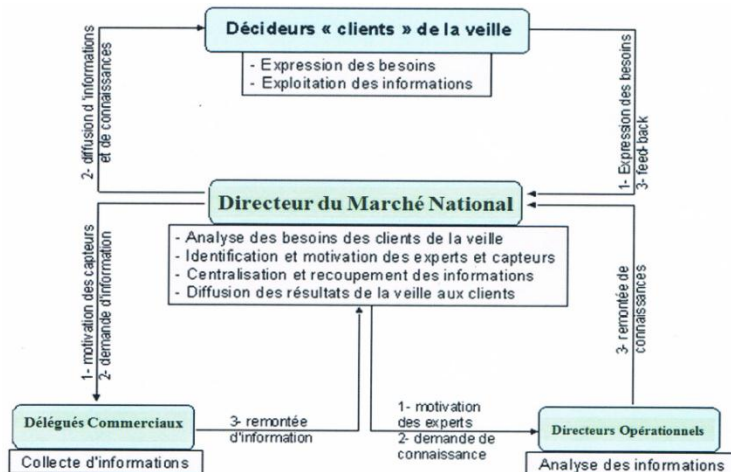 Décideurs « clients » de la veille
- Expression des besoins
- Exploitation des informations
2- diffusion d'informations
et de connaissances
1- Expression des besoins
3- feed-back
Directeur du Marché National
- Analyse des besoins des clients de la veille
- Identification et motivation des experts et capteurs
- Centralisation et recoupement des informations
- Diffusion des résultats de la veille aux clients
1- motivation des capteurs
2- demande d'information
3- remontée de
connaissances
Délégués Commerciaux
Collecte d'informations
3- remontée
d'information
1- motivation
des experts
2- demande de
connaissance
Directeurs Opérationnels
Analyse des informations